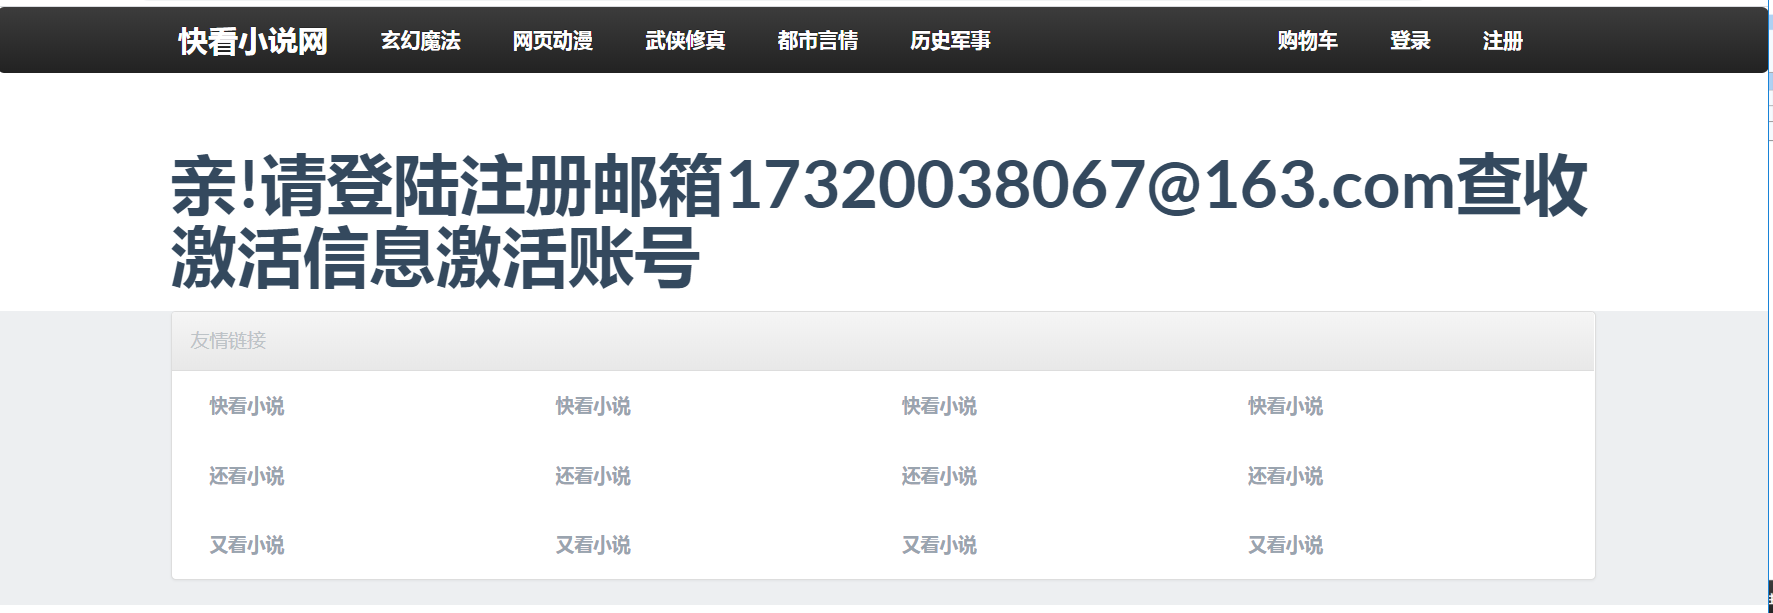 快看小说网 玄幻魔法 网页动漫 武侠修真 都市言情 历史军事 购物车 登录 注册
亲!请登陆注册邮箱17320038067@163.com查收
激活信息激活账号
友情链接
快看小说 快看小说 快看小说 快看小说
还看小说 还看小说 还看小说 还看小说
又看小说 又看小说 又看小说 又看小说